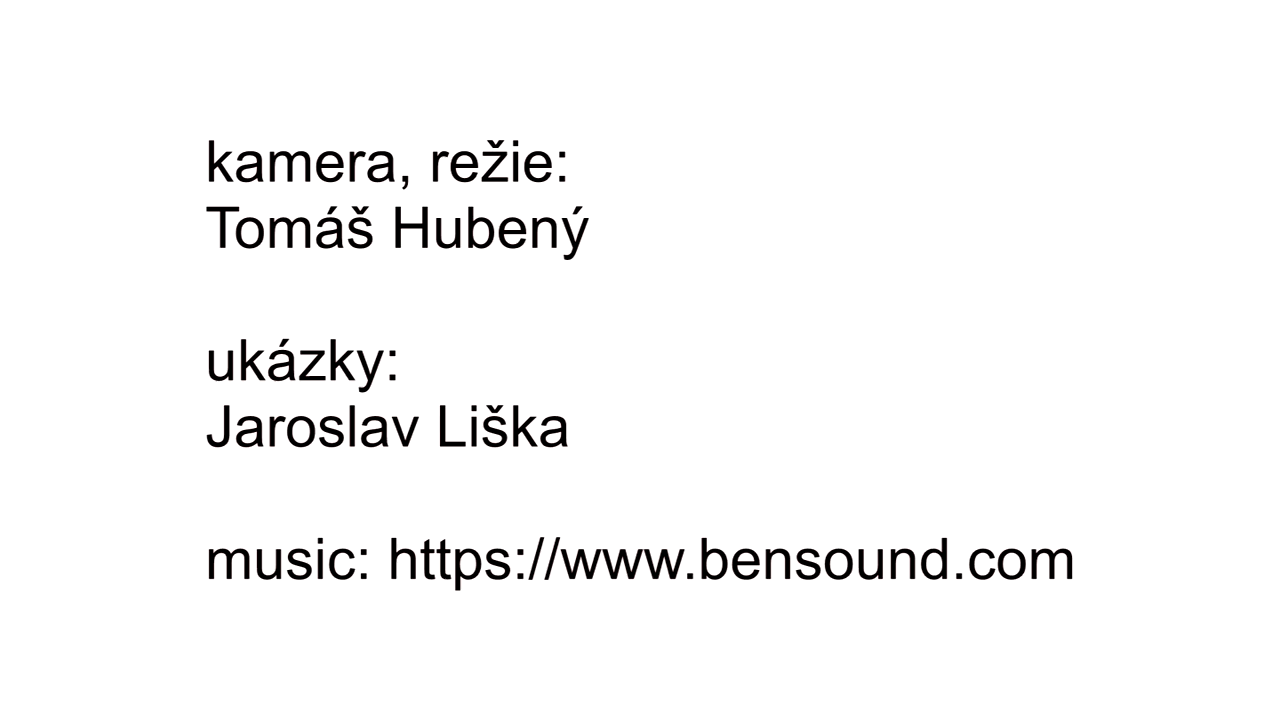 kamera, režie:
Tomáš Hubený
ukázky:
Jaroslav Liška
music: https://www.bensound.com